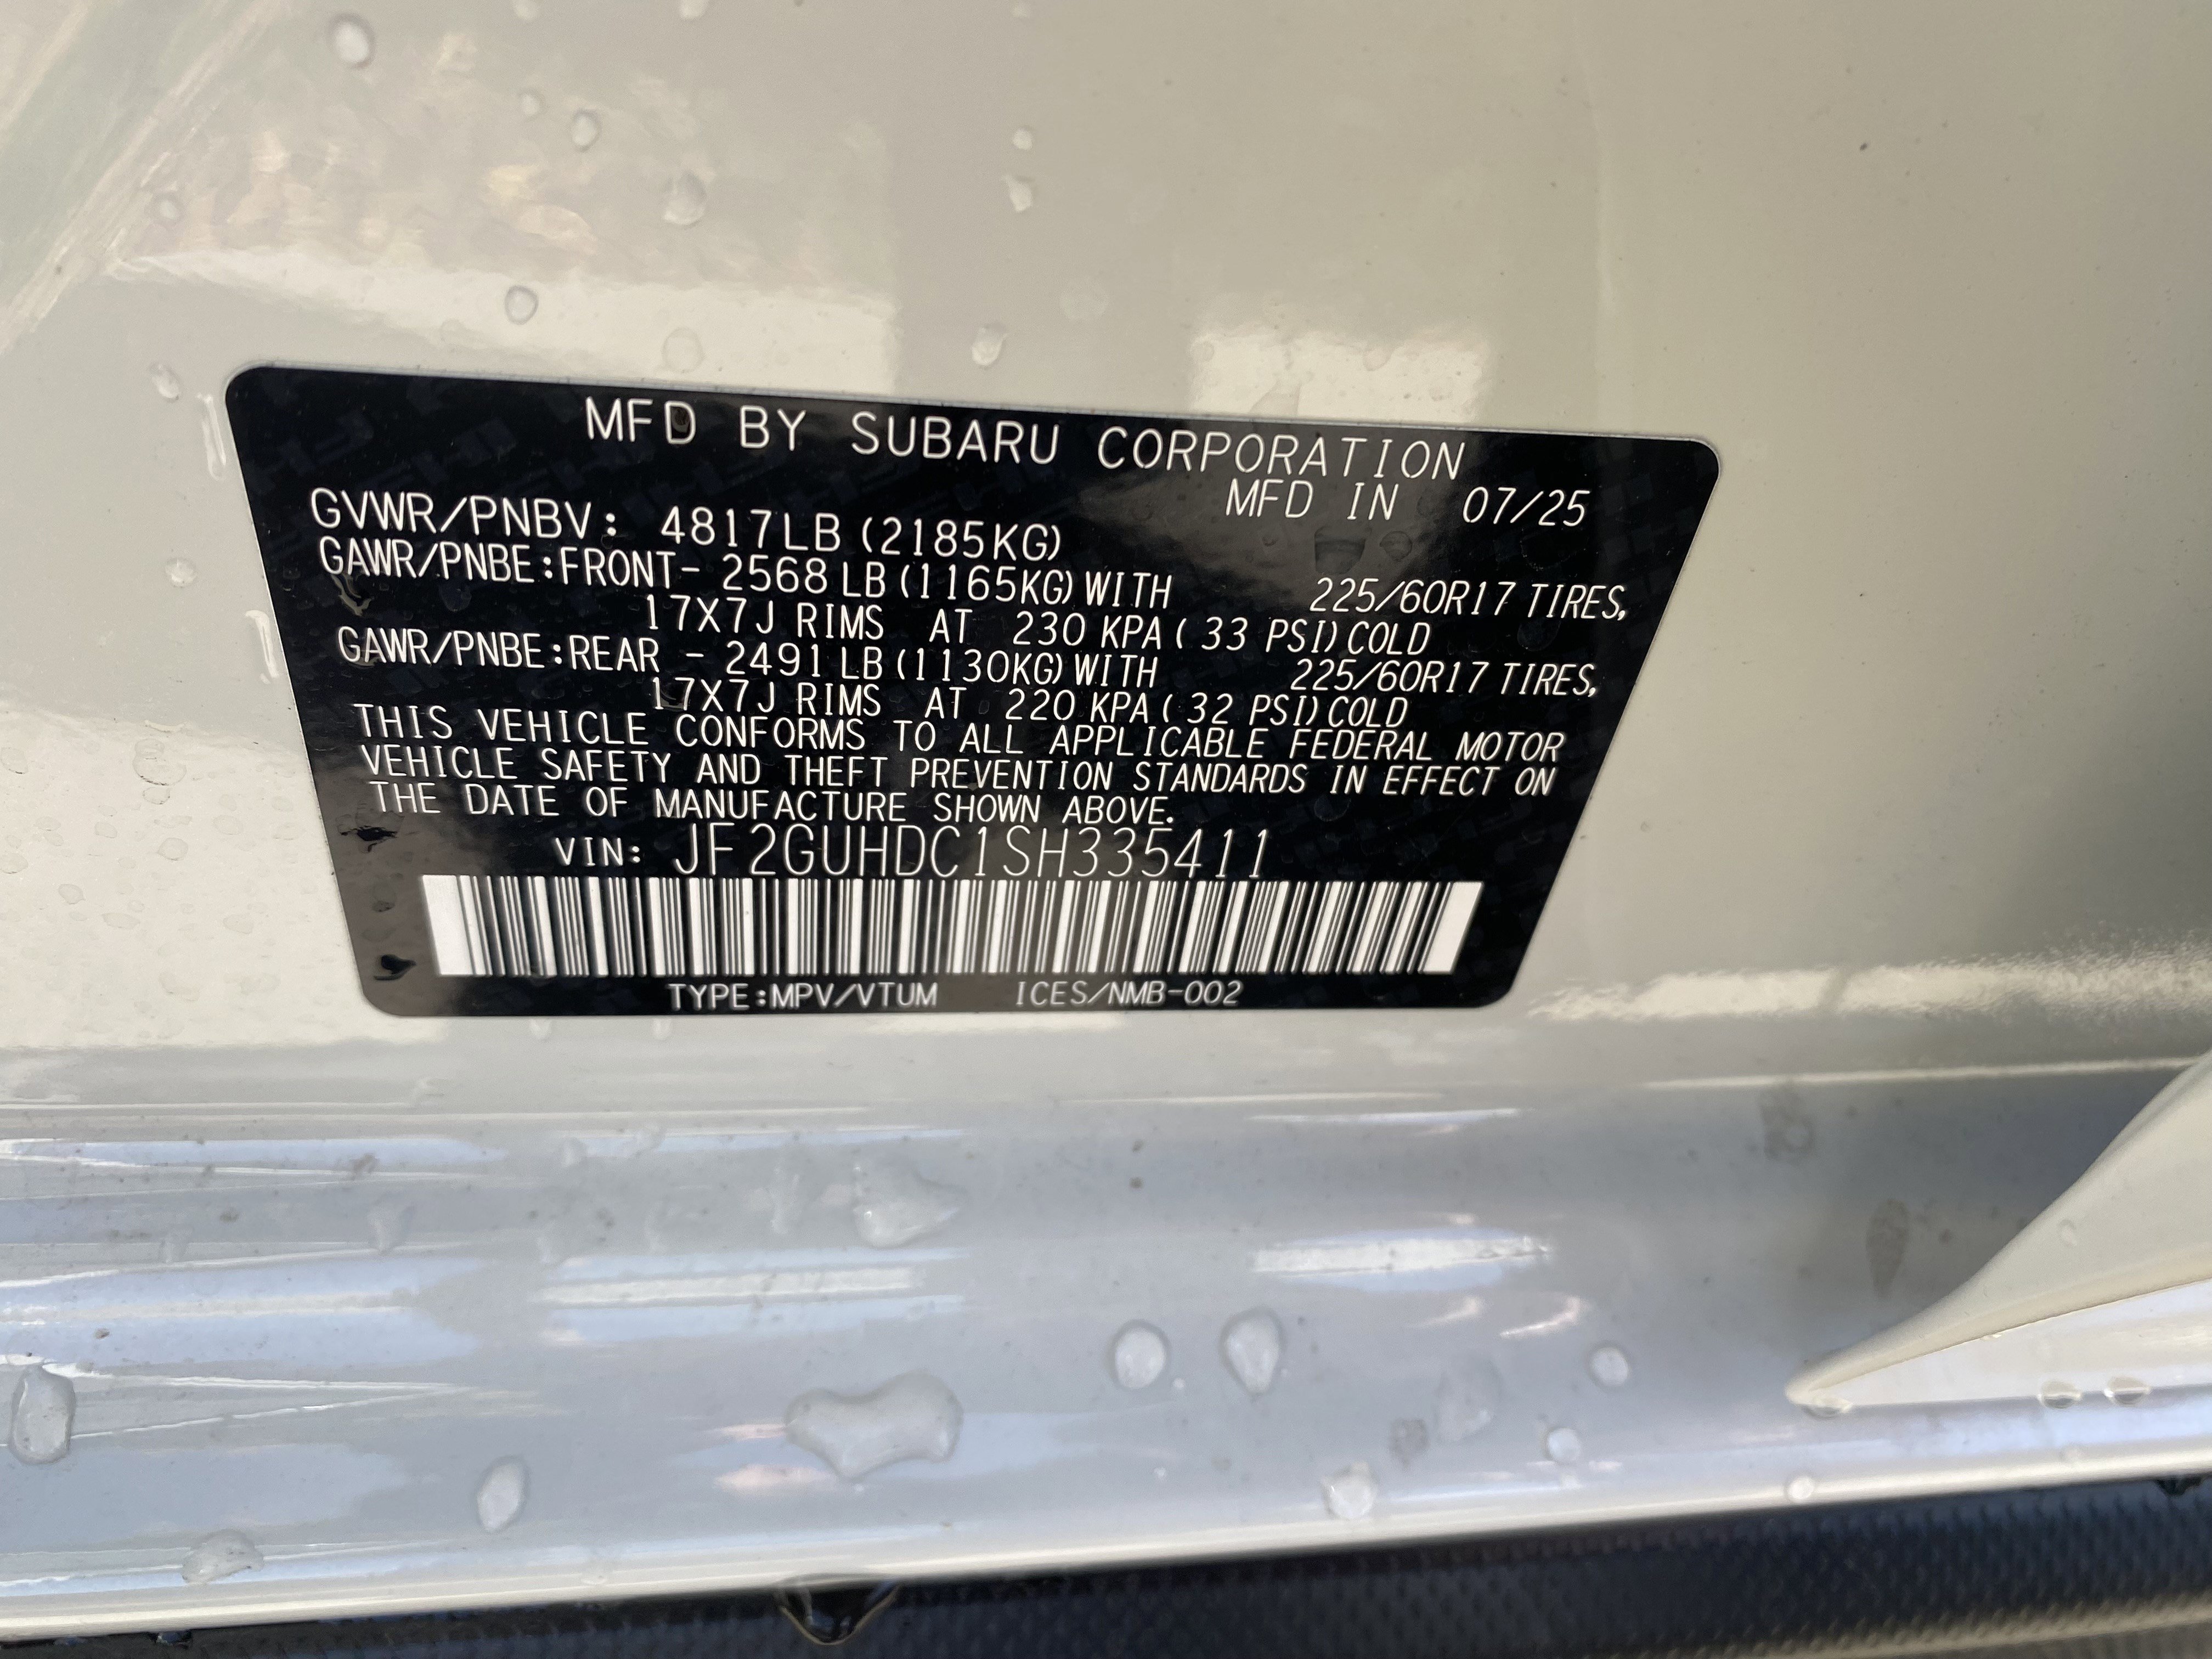 MFD BY SUBARU CORPORATION
MFD IN 07/25
GVWR/PNBV: 4817LB (2185KG)
GAWR/PNBE:FRONT- 2568 LB (1165KG) WITH 225/60R17 TIRES,
17X7J RIMS AT 230 KPA( 33 PSI)COLD
GAWR/PNBE:REAR - 2491 LB (1130KG) WITH 225/60R17 TIRES,
17X7J RIMS AT 220 KPA( 32 PSI)COLD
THIS VEHICLE CONFORMS TO ALL APPLICABLE FEDERAL MOTOR
VEHICLE SAFETY AND THEFT PREVENTION STANDARDS IN EFFECT ON
THE DATE OF MANUFACTURE SHOWN ABOVE.
VIN: JF2GUHDC1SH335411
TYPE:MPV/VTUM ICES/NMB-002